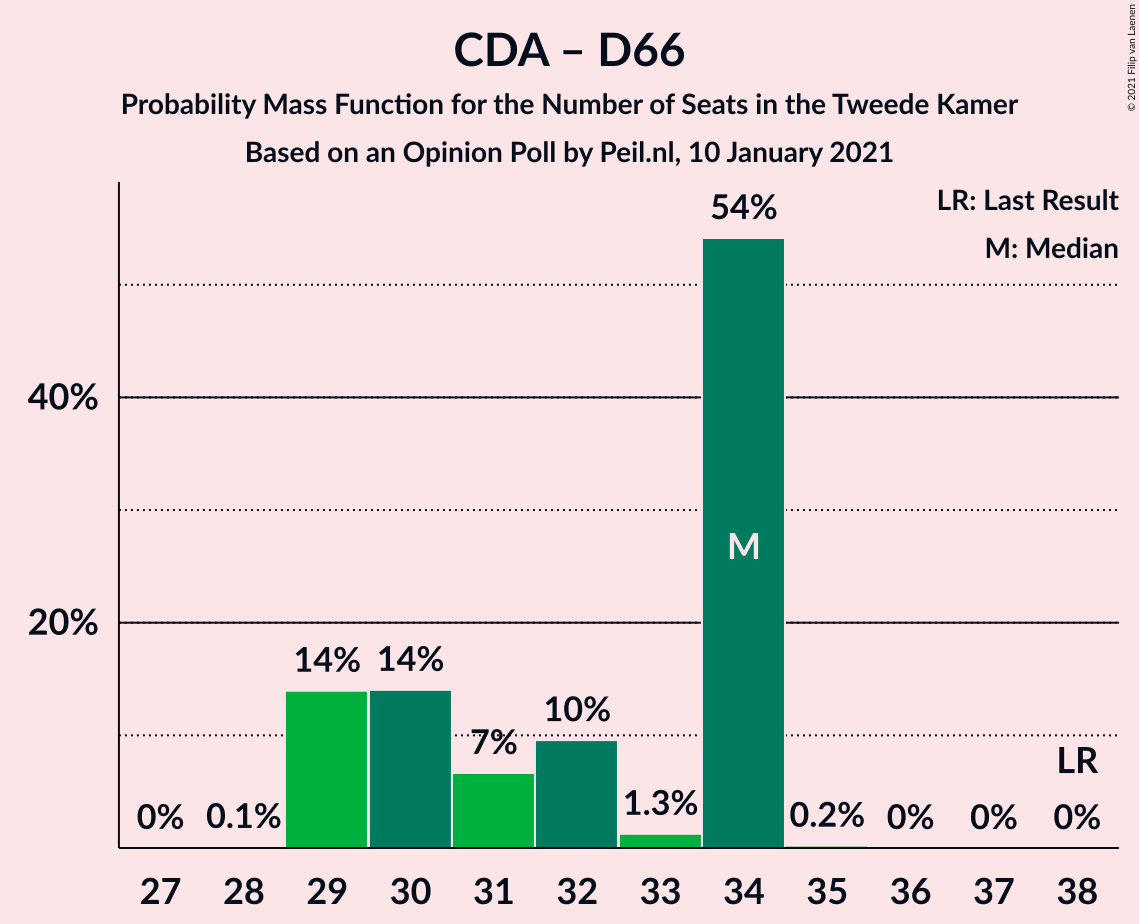 CDA – D66
Probability Mass Function for the Number of Seats in the Tweede Kamer
Based on an Opinion Poll by Peil.nl, 10 January 2021
© 2021 Filip van Laenen
LR: Last Result
M: Median
54%
40%
M
20%
14% 14%
10%
7%
LR
0% 0.1% 1.3% 0.2% 0% 0% 0%
27 28 29 30 31 32 33 34 35 36 37 38